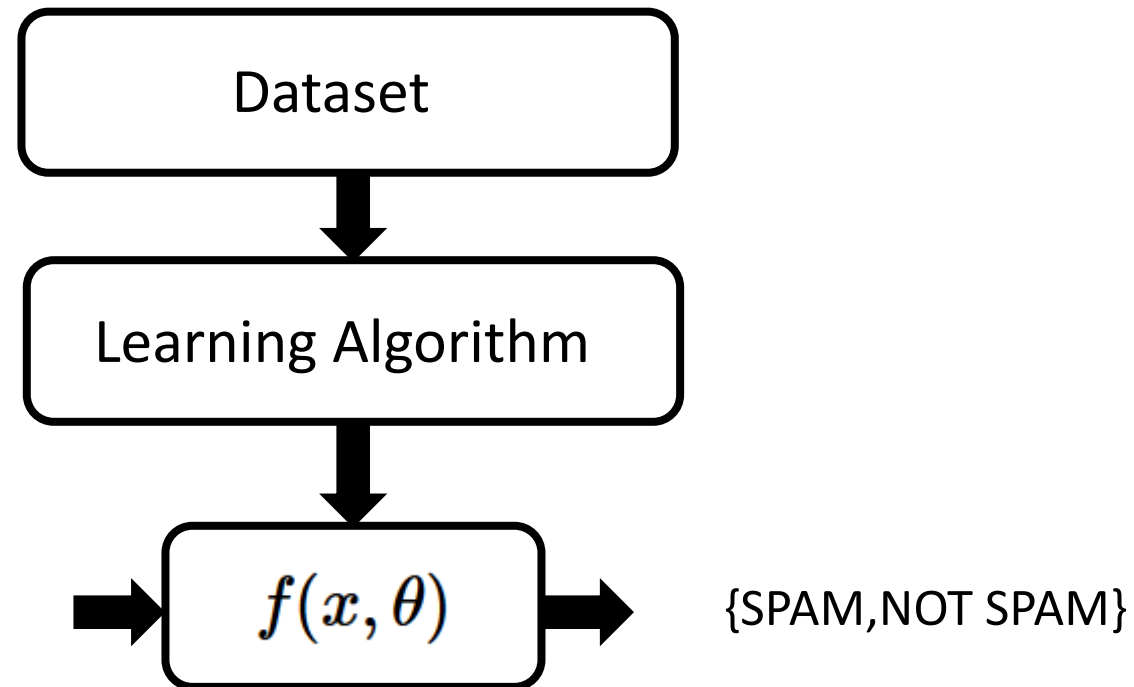 Dataset
Learning Algorithm
f(x, θ)
{SPAM,NOT SPAM}